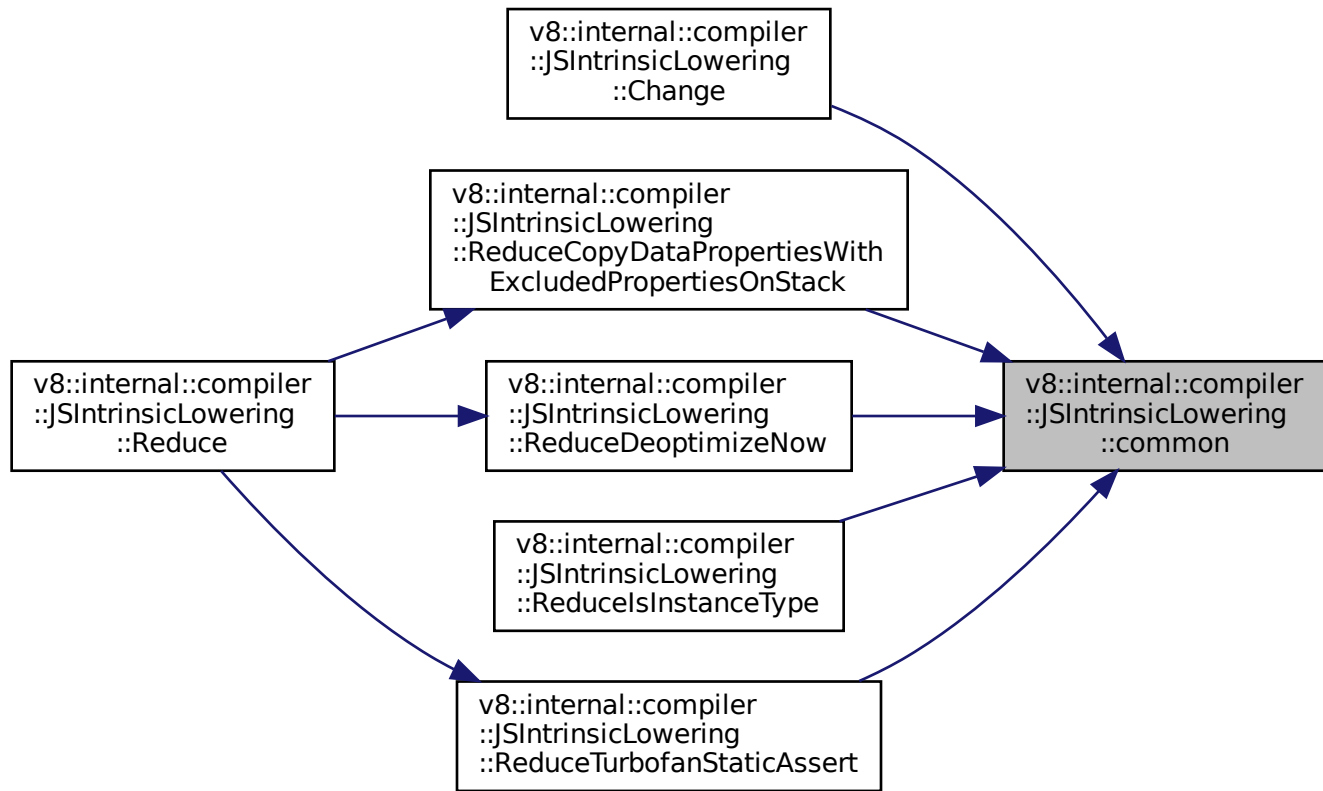 v8::internal::compiler
::JSIntrinsicLowering
::Change
v8::internal::compiler
::JSIntrinsicLowering
::ReduceCopyDataPropertiesWith
ExcludedPropertiesOnStack
v8::internal::compiler
::JSIntrinsicLowering
::Reduce
v8::internal::compiler
::JSIntrinsicLowering
::ReduceDeoptimizeNow
v8::internal::compiler
::JSIntrinsicLowering
::common
v8::internal::compiler
::JSIntrinsicLowering
::ReduceIsInstanceType
v8::internal::compiler
::JSIntrinsicLowering
::ReduceTurbofanStaticAssert